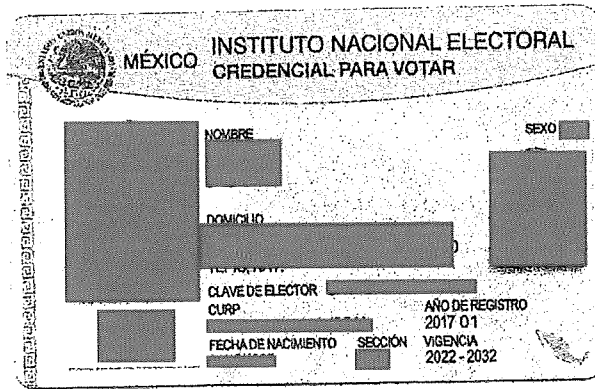 MÉXICO
INSTITUTO NACIONAL ELECTORAL
CREDENCIAL PARA VOTAR
NOMBRE
SEXO
DOMICILIO
CLAVE DE ELECTOR
CURP
AÑO DE REGISTRO
2017 01
FECHA DE NACIMIENTO
SECCIÓN
VIGENCIA
2022 - 2032